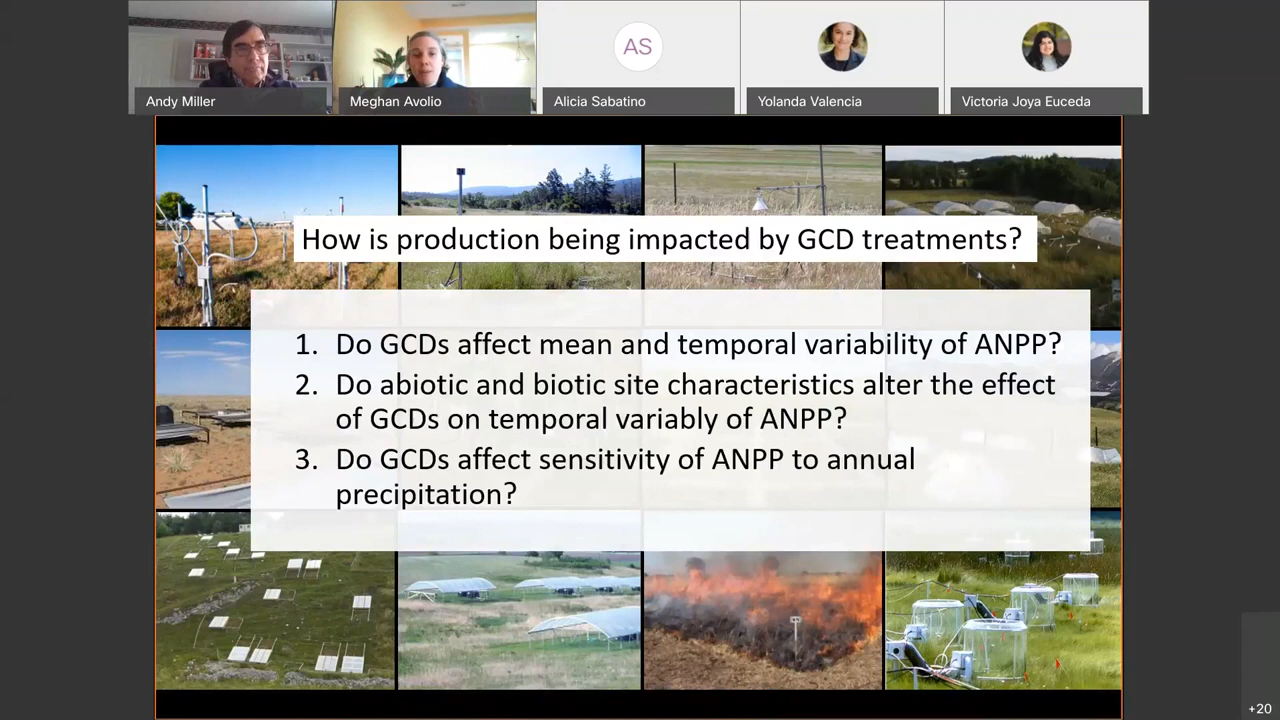 AS
Andy Miller
Meghan Avolio
Alicia Sabatino
Yolanda Valencia
Victoria Joya Euceda
How is production being impacted by GCD treatments?
1. Do GCDs affect mean and temporal variability of ANPP?
2. Do abiotic and biotic site characteristics alter the effect
of GCDs on temporal variably of ANPP?
3. Do GCDs affect sensitivity of ANPP to annual
precipitation?
+20